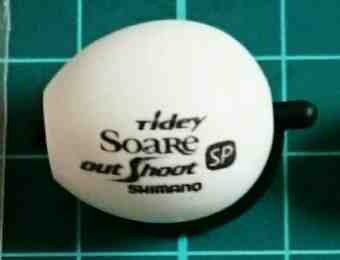 Tidey
SOARE
out Shoot SP
SHIMANO